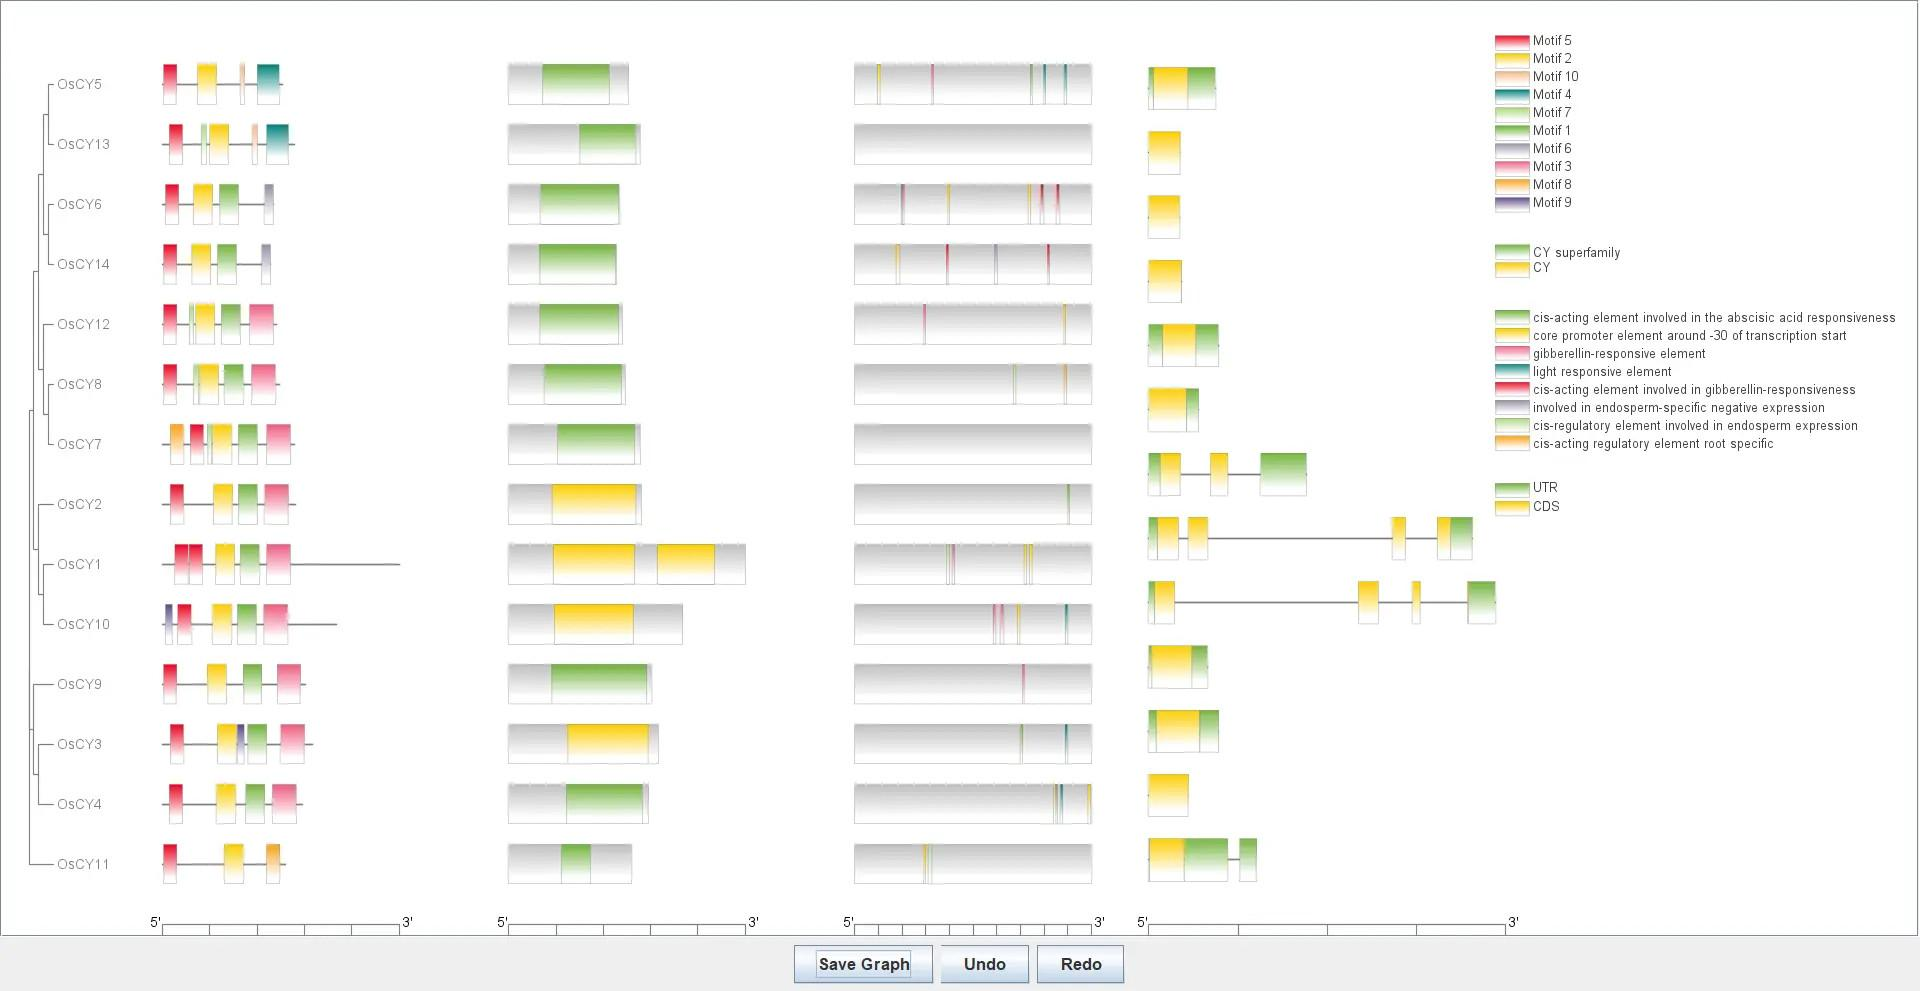 OsCY5
OsCY13
OsCY6
OsCY14
OsCY12
OsCY8
OsCY7
OsCY2
OsCY1
OsCY10
OsCY9
OsCY3
OsCY4
OsCY11
5' 3' 5' 3' 5' 3' 5' 3'
Motif 5
Motif 2
Motif 10
Motif 4
Motif 7
Motif 1
Motif 6
Motif 3
Motif 8
Motif 9
CY superfamily
CY
cis-acting element involved in the abscisic acid responsiveness
core promoter element around -30 of transcription start
gibberellin-responsive element
light responsive element
cis-acting element involved in gibberellin-responsiveness
involved in endosperm-specific negative expression
cis-regulatory element involved in endosperm expression
cis-acting regulatory element root specific
UTR
CDS
Save Graph Undo Redo